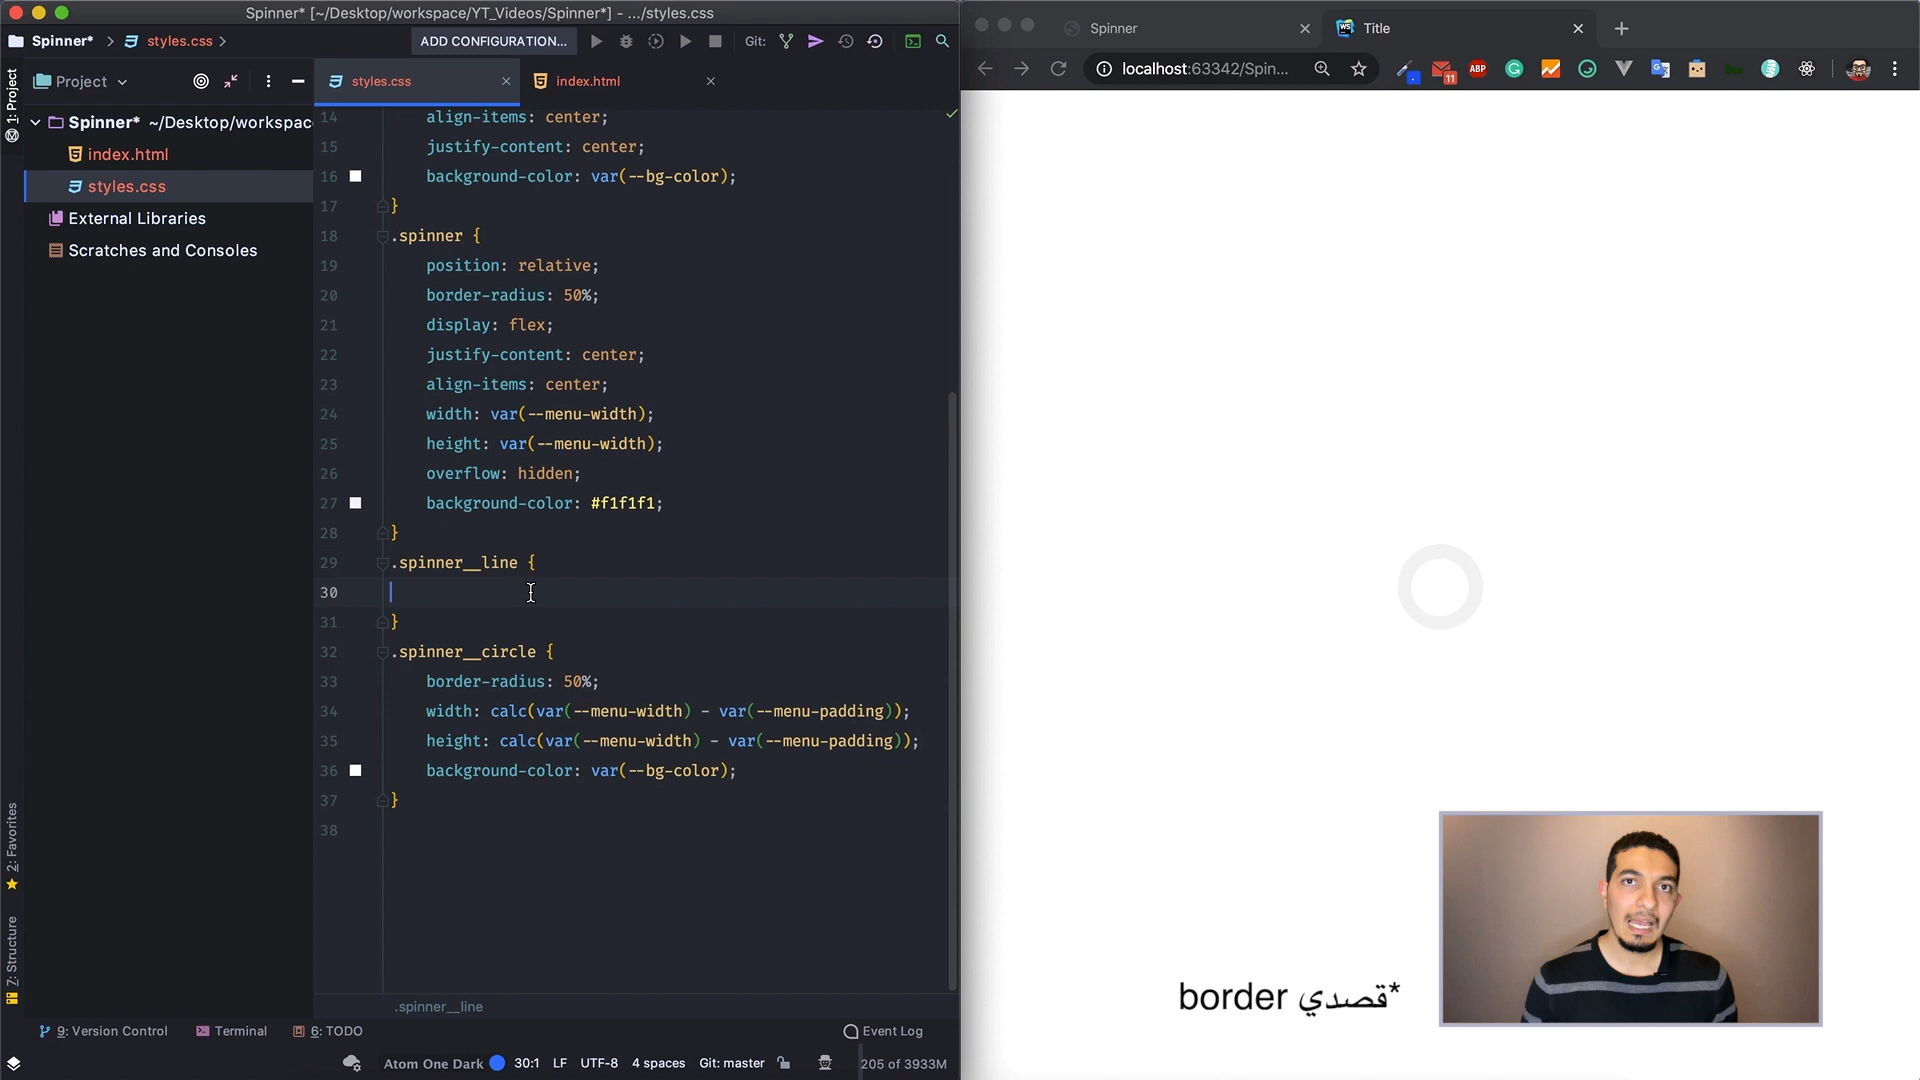 Spinner* [~/Desktop/workspace/YT_Videos/Spinner*] - .../styles.css
Spinner*
styles.css
ADD CONFIGURATION...
Git:
Project
styles.css
index.html
1: Project
Spinner* ~/Desktop/workspac
index.html
styles.css
External Libraries
Scratches and Consoles
14 align-items: center;
15 justify-content: center;
16 background-color: var(--bg-color);
17 }
18 .spinner {
19 position: relative;
20 border-radius: 50%;
21 display: flex;
22 justify-content: center;
23 align-items: center;
24 width: var(--menu-width);
25 height: var(--menu-width);
26 overflow: hidden;
27 background-color: #f1f1f1;
28 }
29 .spinner__line {
30
31 }
32 .spinner__circle {
33 border-radius: 50%;
34 width: calc(var(--menu-width) - var(--menu-padding));
35 height: calc(var(--menu-width) - var(--menu-padding));
36 background-color: var(--bg-color);
37 }
38
.spinner__line
2: Favorites
Z: Structure
9: Version Control
Terminal
6: TODO
Event Log
Atom One Dark
30:1
LF
UTF-8
4 spaces
Git: master
205 of 3933M
Spinner
WS
Title
localhost:63342/Spin...
11
ABP
*قصدي border